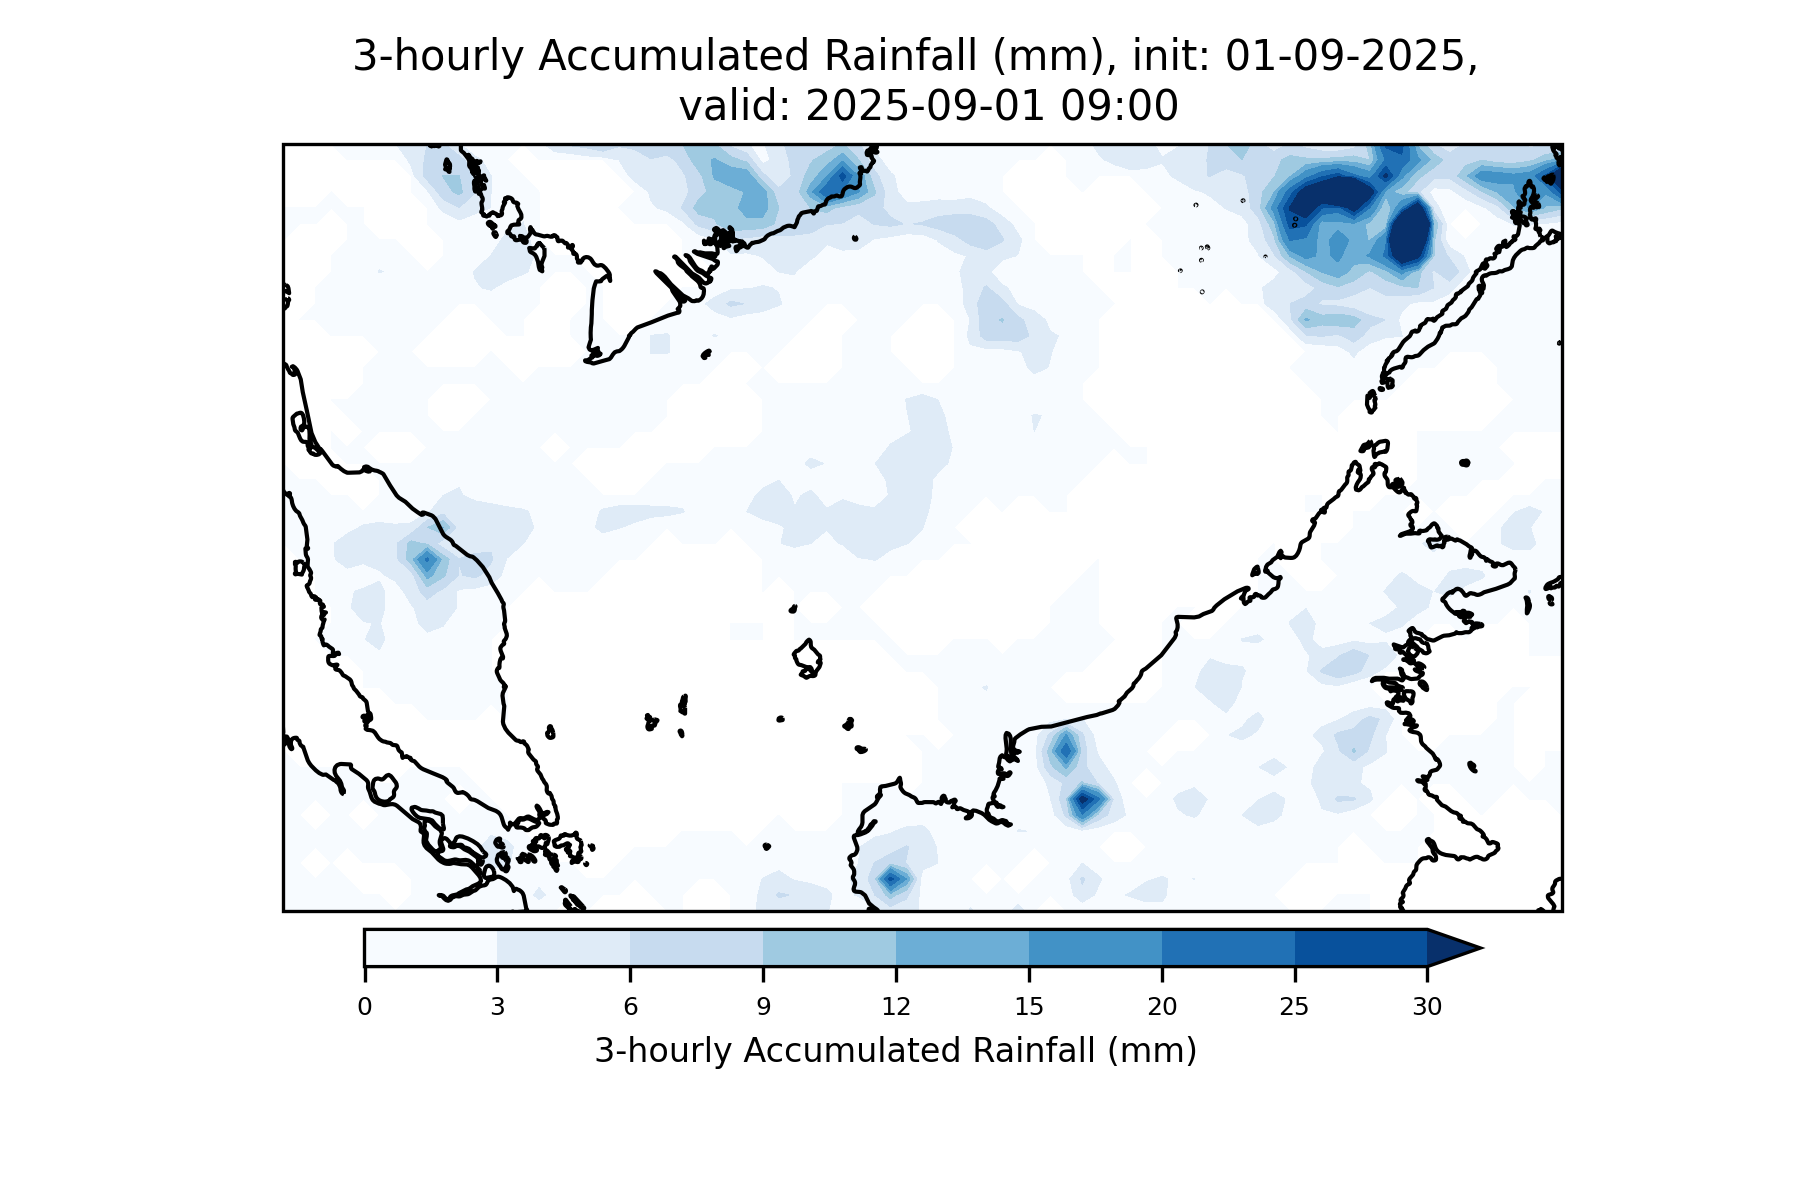 3-hourly Accumulated Rainfall (mm), init: 01-09-2025,
valid: 2025-09-01 09:00
0 3 6 9 12 15 20 25 30
3-hourly Accumulated Rainfall (mm)